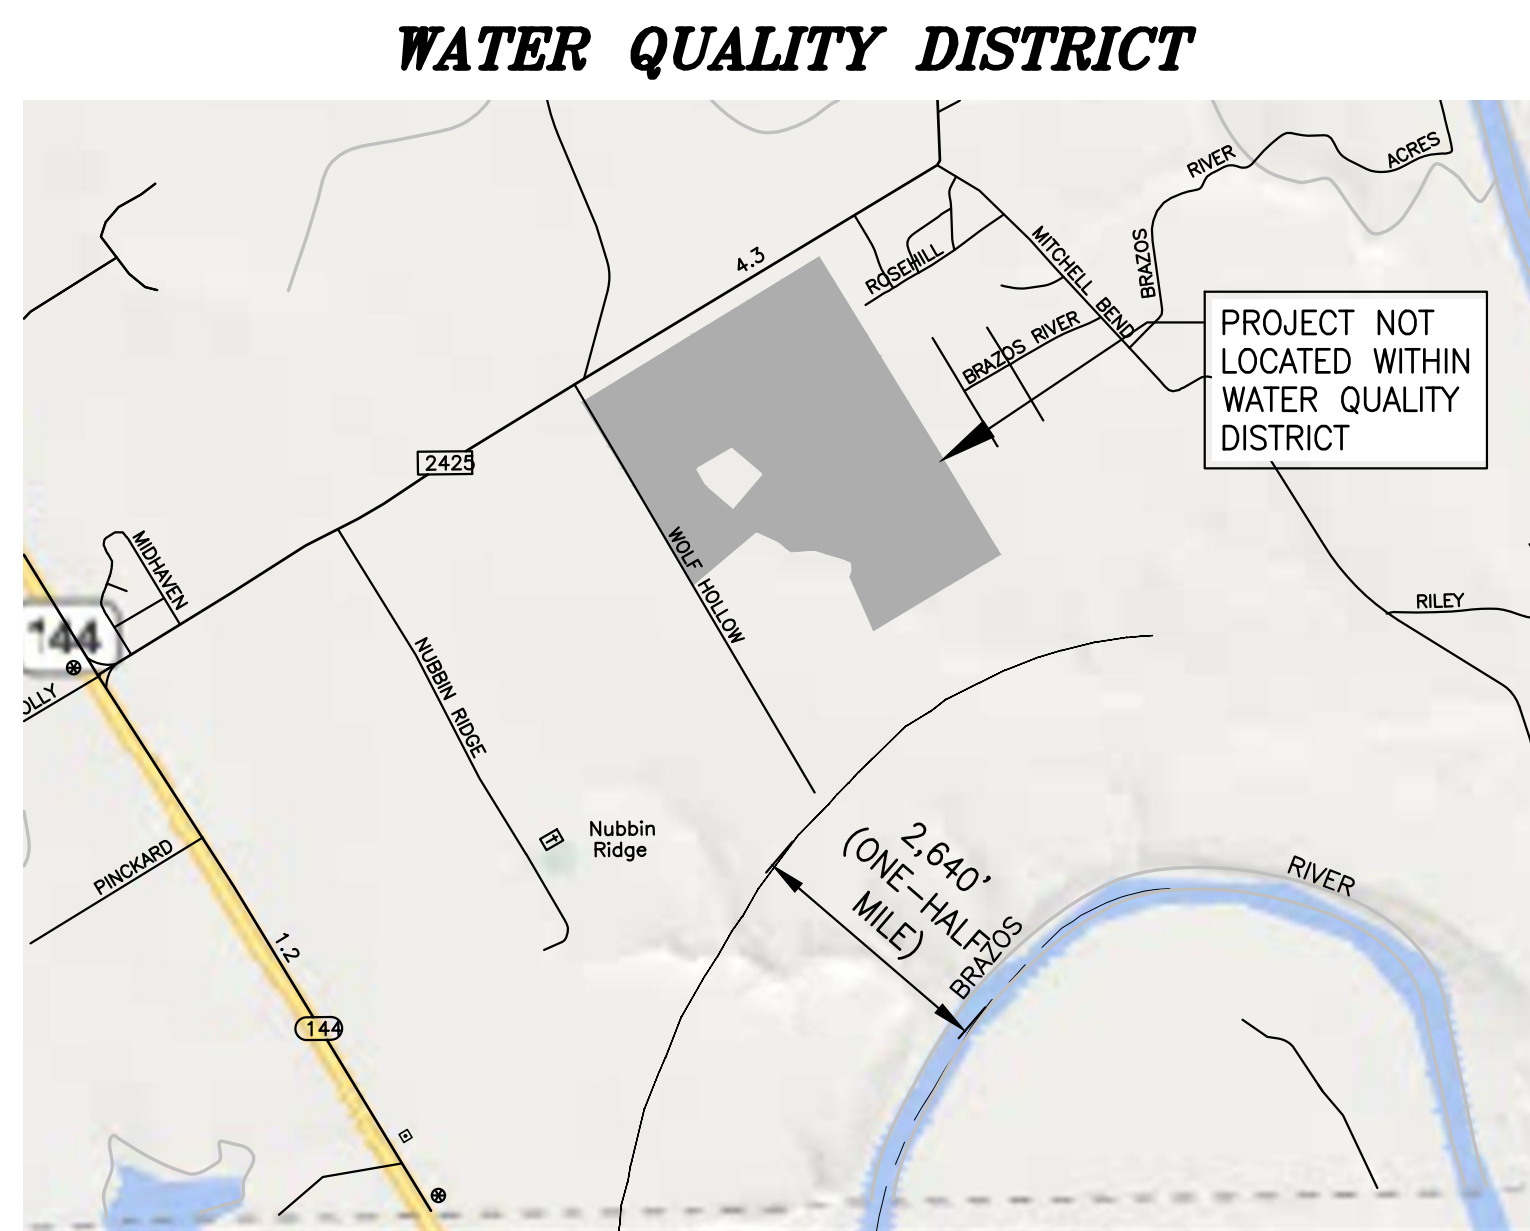 WATER QUALITY DISTRICT
RIVER
ACRES
4.3
ROSEHILL
MITCHELL BEND
BRAZOS
BRAZOS RIVER
PROJECT NOT
LOCATED WITHIN
WATER QUALITY
DISTRICT
2425
MIDHAVEN
WOLF HOLLOW
RILEY
144
NUBBIN RIDGE
OLLY
Nubbin
Ridge
PINCKARD
2,640'
(ONE-HALF
MILE)
BRAZOS
RIVER
1.2
144